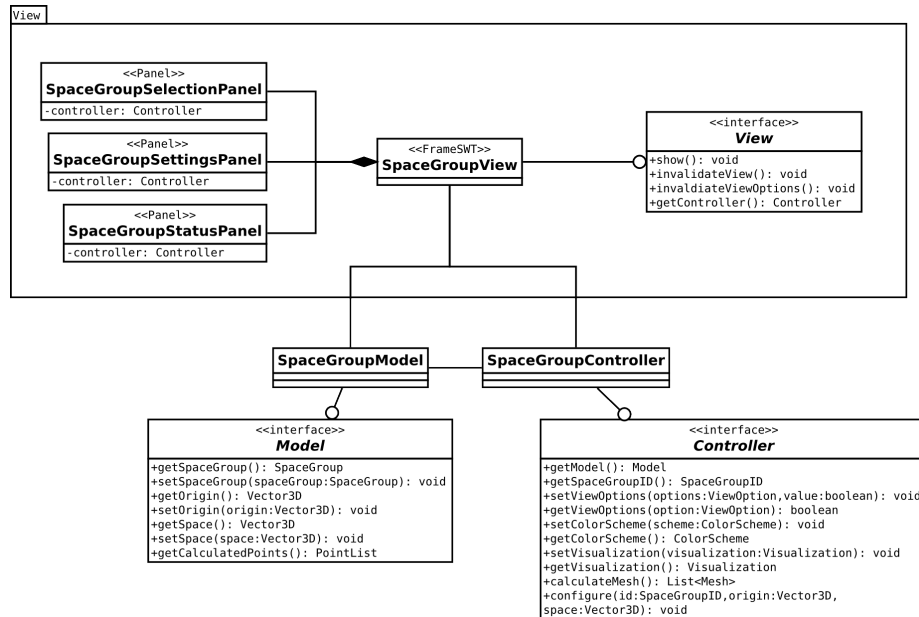 View
<<Panel>>
SpaceGroupSelectionPanel
-controller: Controller
<<Panel>>
SpaceGroupSettingsPanel
-controller: Controller
<<Panel>>
SpaceGroupStatusPanel
-controller: Controller
<<FrameSWT>>
SpaceGroupView
<<interface>>
View
+show(): void
+invalidateView(): void
+invaldiateViewOptions(): void
+getController(): Controller
SpaceGroupModel
SpaceGroupController
<<interface>>
Model
+getSpaceGroup(): SpaceGroup
+setSpaceGroup(spaceGroup:SpaceGroup): void
+getOrigin(): Vector3D
+setOrigin(origin:Vector3D): void
+getSpace(): Vector3D
+setSpace(space:Vector3D): void
+getCalculatedPoints(): PointList
<<interface>>
Controller
+getModel(): Model
+getSpaceGroupID(): SpaceGroupID
+setViewOptions(options:ViewOption,value:boolean): void
+getViewOptions(option:ViewOption): boolean
+setColorScheme(scheme:ColorScheme): void
+getColorScheme(): ColorScheme
+setVisualization(visualization:Visualization): void
+getVisualization(): Visualization
+calculateMesh(): List<Mesh>
+configure(id:SpaceGroupID,origin:Vector3D,
space:Vector3D): void